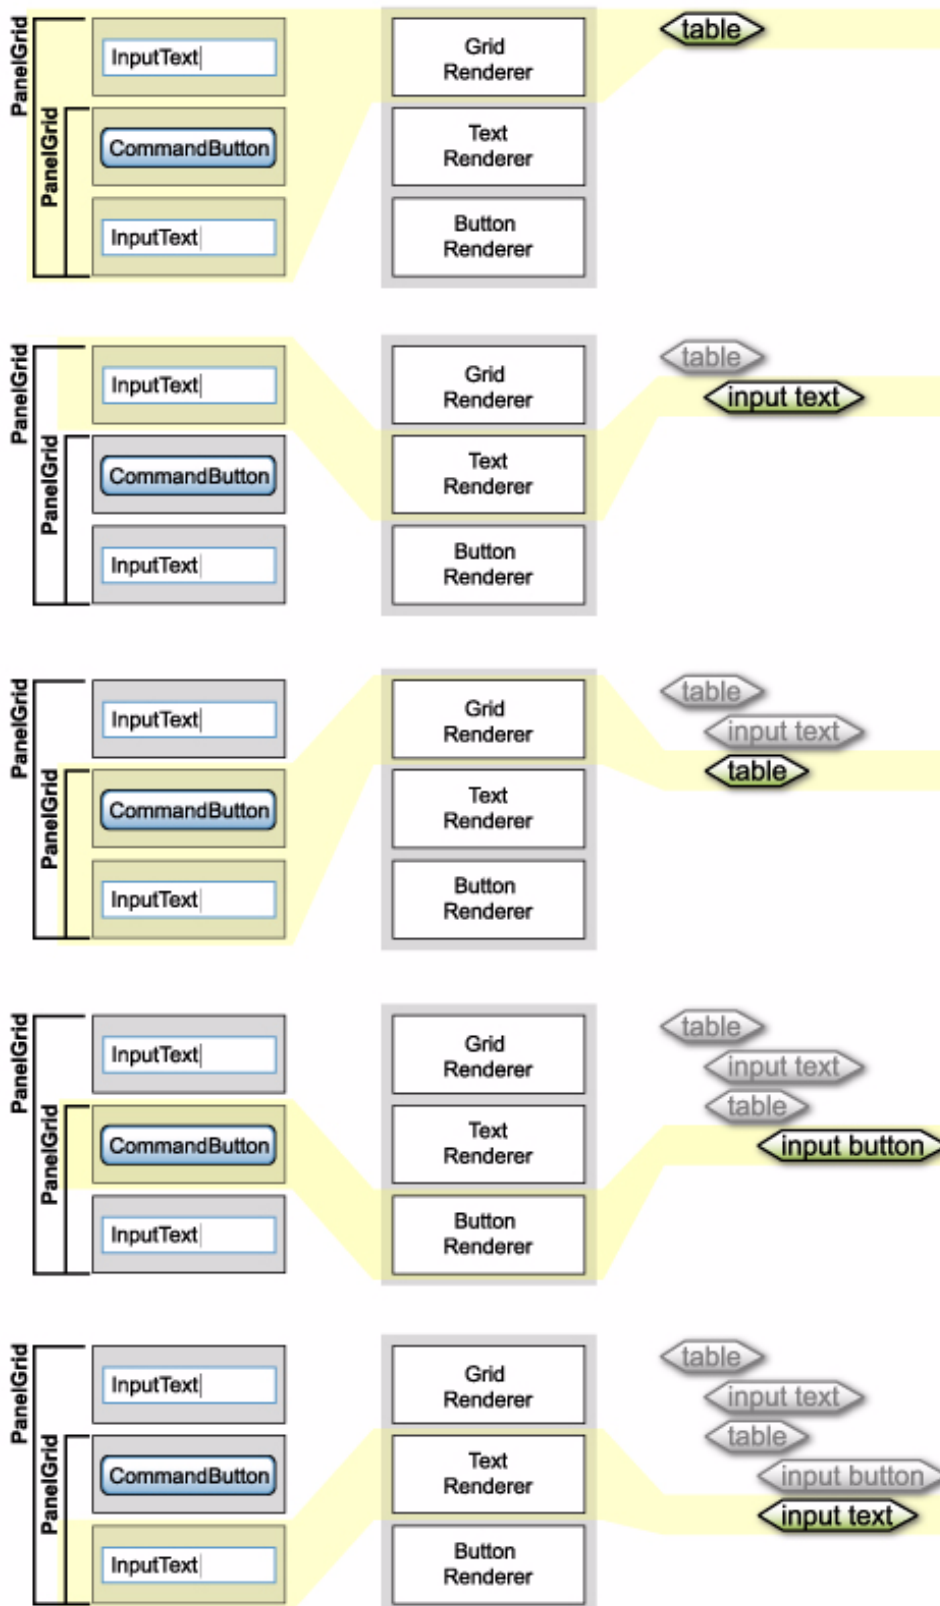 PanelGrid
PanelGrid
InputText
CommandButton
InputText
Grid
Renderer
Text
Renderer
Button
Renderer
table
PanelGrid
PanelGrid
InputText
CommandButton
InputText
Grid
Renderer
Text
Renderer
Button
Renderer
table
input text
PanelGrid
PanelGrid
InputText
CommandButton
InputText
Grid
Renderer
Text
Renderer
Button
Renderer
table
input text
table
PanelGrid
PanelGrid
InputText
CommandButton
InputText
Grid
Renderer
Text
Renderer
Button
Renderer
table
input text
table
input button
PanelGrid
PanelGrid
InputText
CommandButton
InputText
Grid
Renderer
Text
Renderer
Button
Renderer
table
input text
table
input button
input text